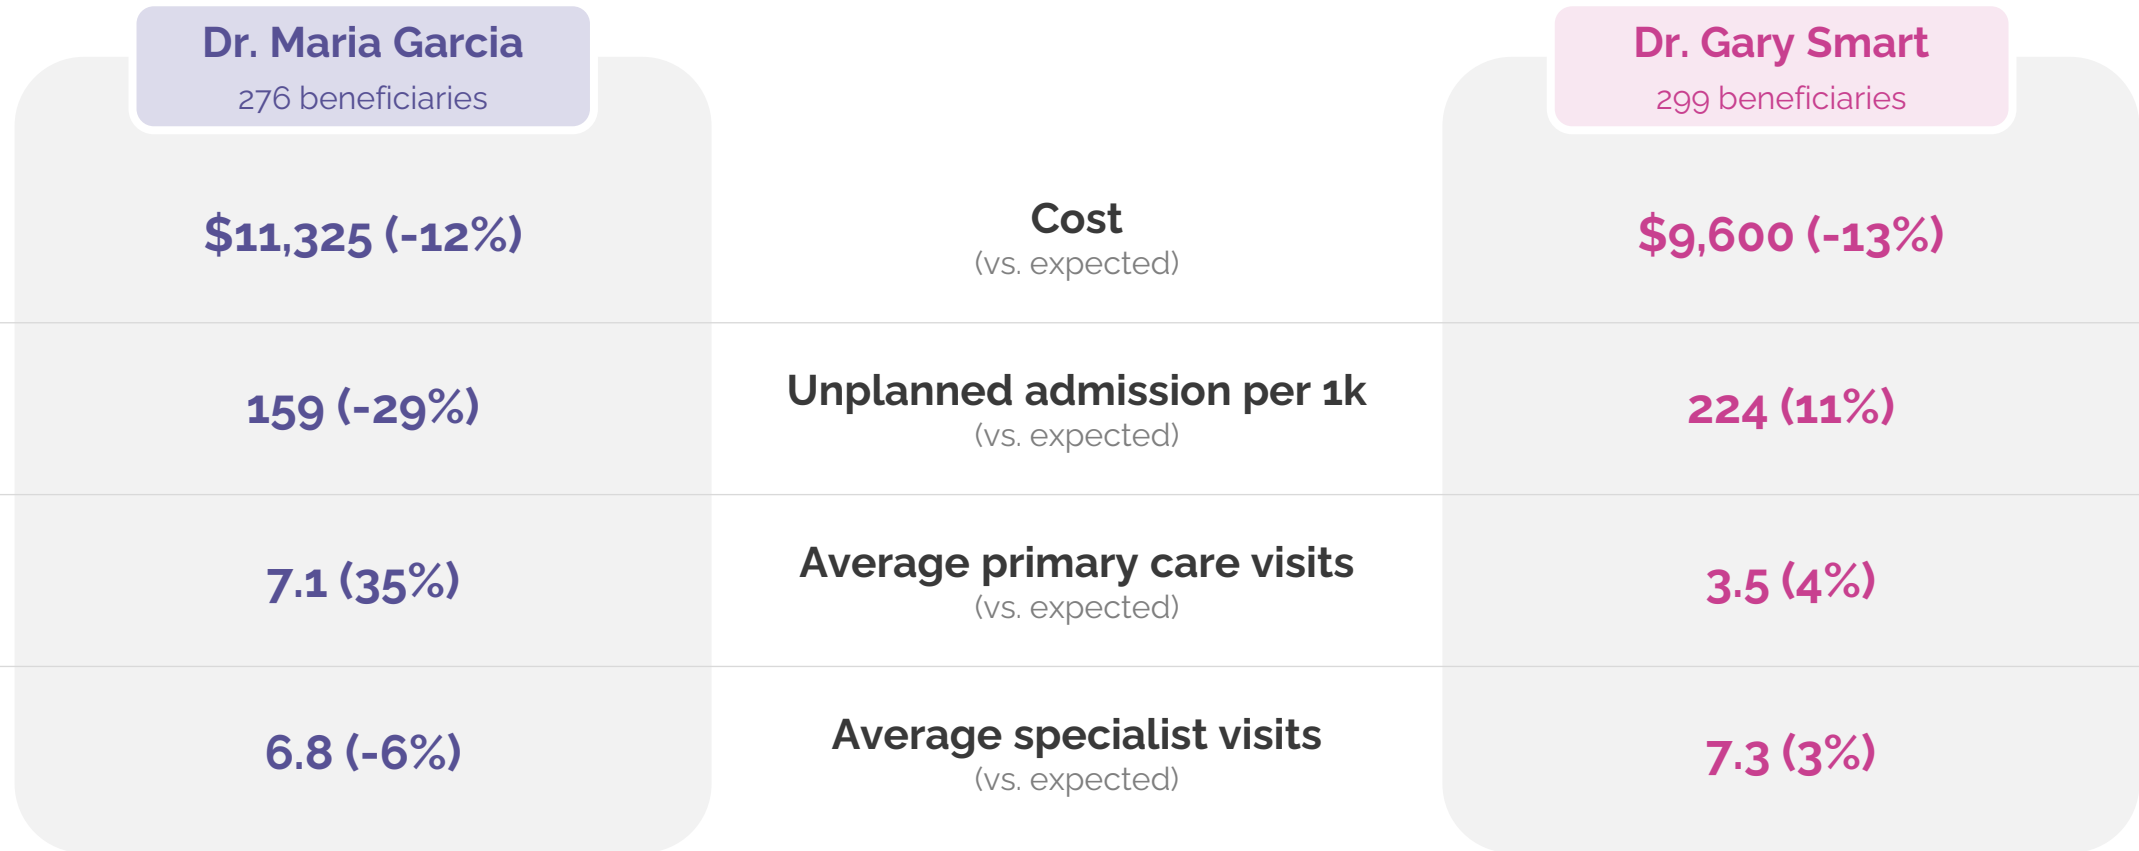 Dr. Maria Garcia
276 beneficiaries
Dr. Gary Smart
299 beneficiaries
$11,325 (-12%)
Cost
(vs. expected)
$9,600 (-13%)
159 (-29%)
Unplanned admission per 1k
(vs. expected)
224 (11%)
7.1 (35%)
Average primary care visits
(vs. expected)
3.5 (4%)
6.8 (-6%)
Average specialist visits
(vs. expected)
7.3 (3%)